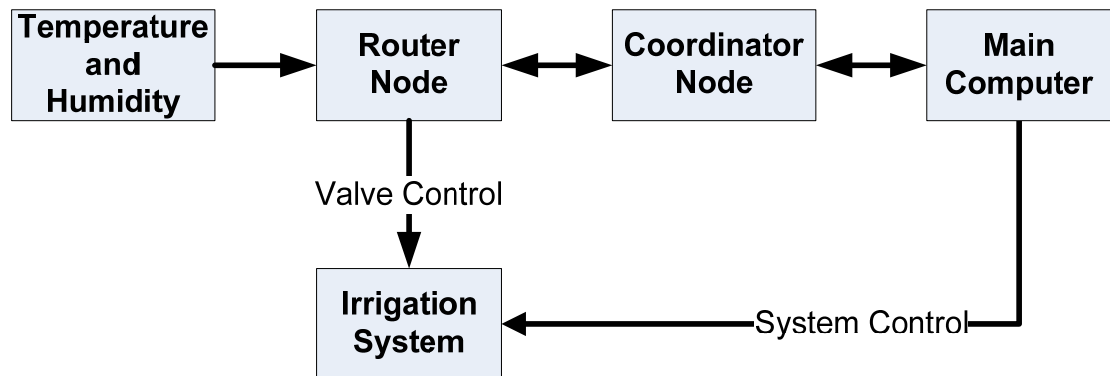 Temperature
and
Humidity
Router
Node
Coordinator
Node
Main
Computer
Valve Control
Irrigation
System
System Control